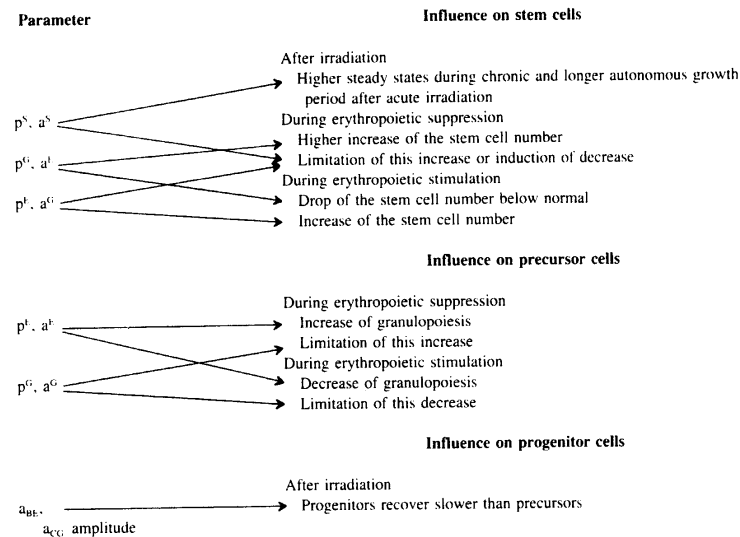 Parameter
Influence on stem cells
After irradiation
Higher steady states during chronic and longer autonomous growth
period after acute irradiation
During erythropoietic suppression
pˢ, aˢ
Higher increase of the stem cell number
Limitation of this increase or induction of decrease
pᴳ, aᴱ
During erythropoietic stimulation
Drop of the stem cell number below normal
pᴱ, aᴳ
Increase of the stem cell number
Influence on precursor cells
During erythropoietic suppression
pᴱ, aᴱ
Increase of granulopoiesis
Limitation of this increase
During erythropoietic stimulation
pᴳ, aᴳ
Decrease of granulopoiesis
Limitation of this decrease
Influence on progenitor cells
After irradiation
a_BE,
Progenitors recover slower than precursors
a_CG amplitude